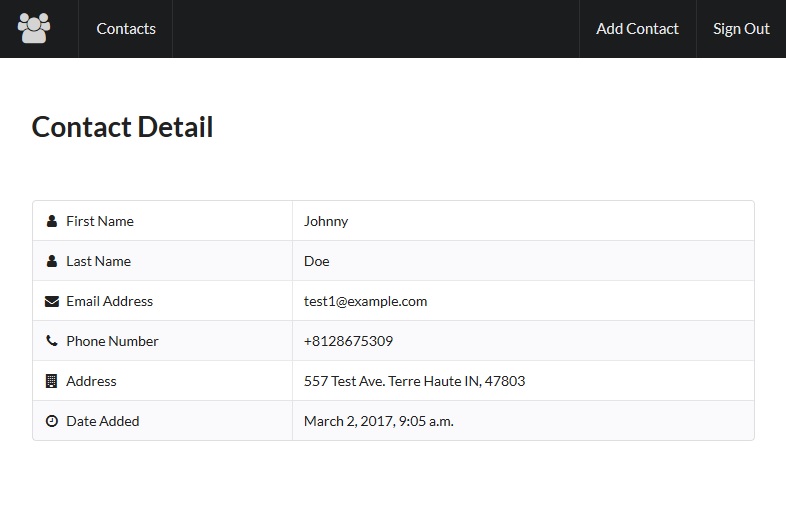 Contacts Add Contact Sign Out
Contact Detail
First Name Johnny
Last Name Doe
Email Address test1@example.com
Phone Number +8128675309
Address 557 Test Ave. Terre Haute IN, 47803
Date Added March 2, 2017, 9:05 a.m.